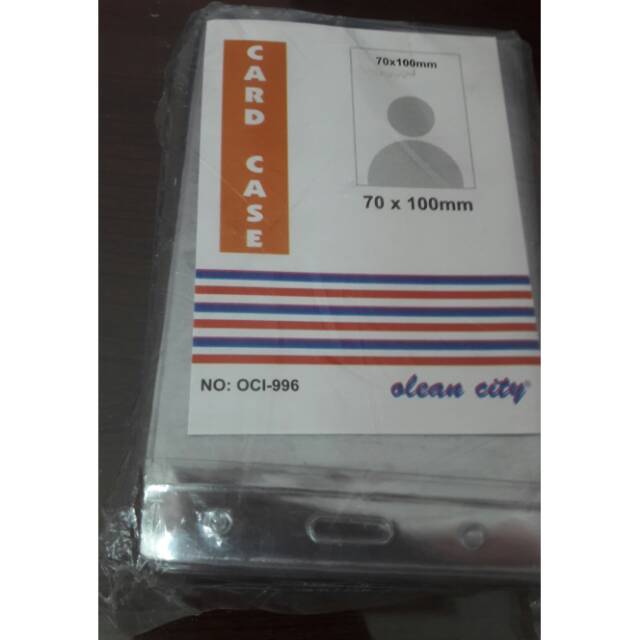 CARD CASE
70x100mm
70 x 100mm
NO: OCI-996
olean city®